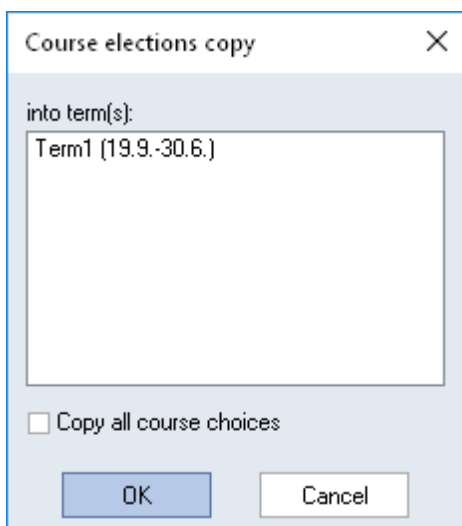 Course elections copy
into term(s):
Term1 (19.9.-30.6.)
Copy all course choices
OK
Cancel